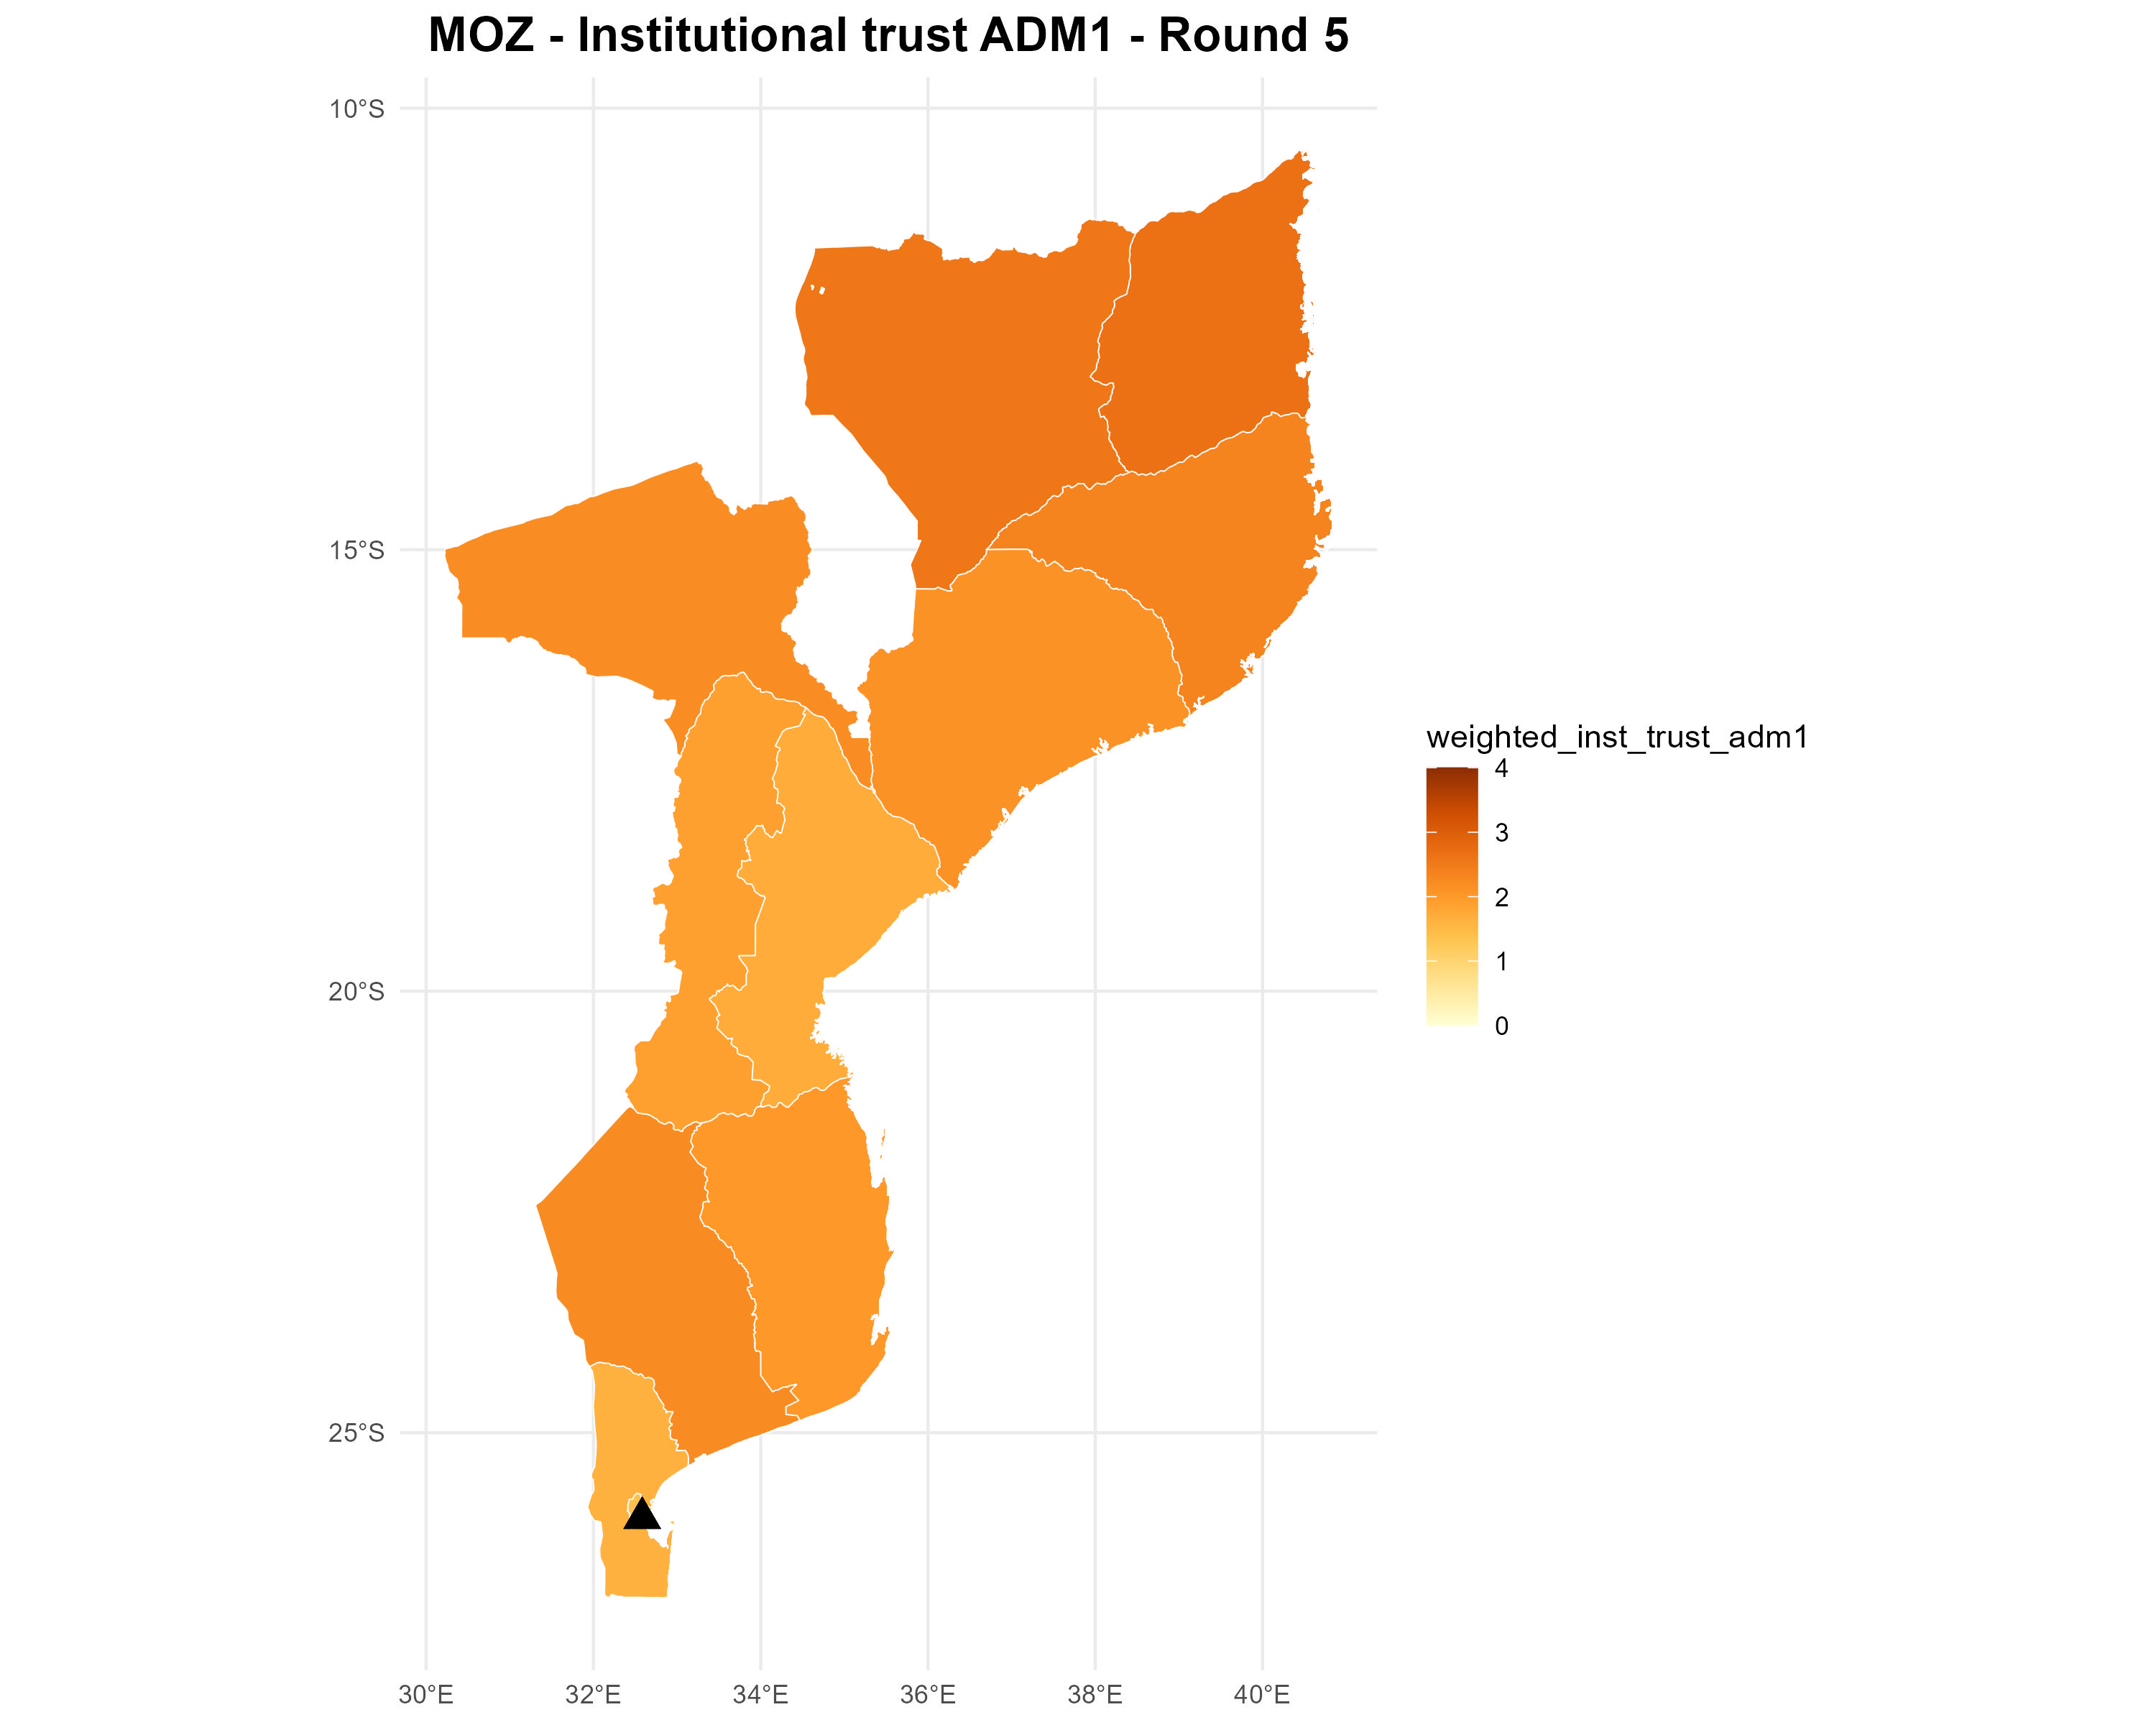 MOZ - Institutional trust ADM1 - Round 5
10°S
15°S
20°S
25°S
30°E 32°E 34°E 36°E 38°E 40°E
weighted_inst_trust_adm1
4
3
2
1
0